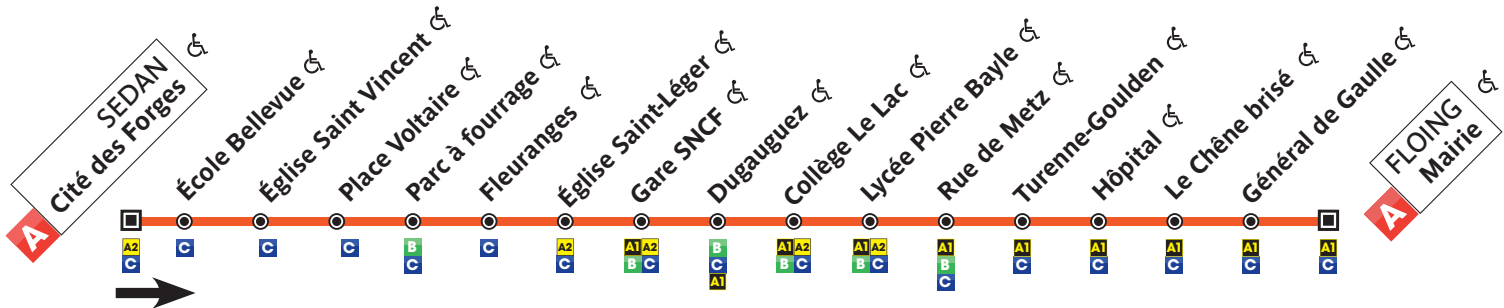 SEDAN
Cité des Forges
A
École Bellevue
Église Saint Vincent
Place Voltaire
Parc à fourrage
Fleuranges
Église Saint-Léger
Gare SNCF
Dugauguez
Collège Le Lac
Lycée Pierre Bayle
Rue de Metz
Turenne-Goulden
Hôpital
Le Chêne brisé
Général de Gaulle
FLOING
Mairie
A
A2
C
C
C
C
B
C
C
A2
C
A1 A2
B C
B
C
A1
A1 A2
B C
A1 A2
B C
A1
B
C
A1
C
A1
C
A1
C
A1
C
A1
C